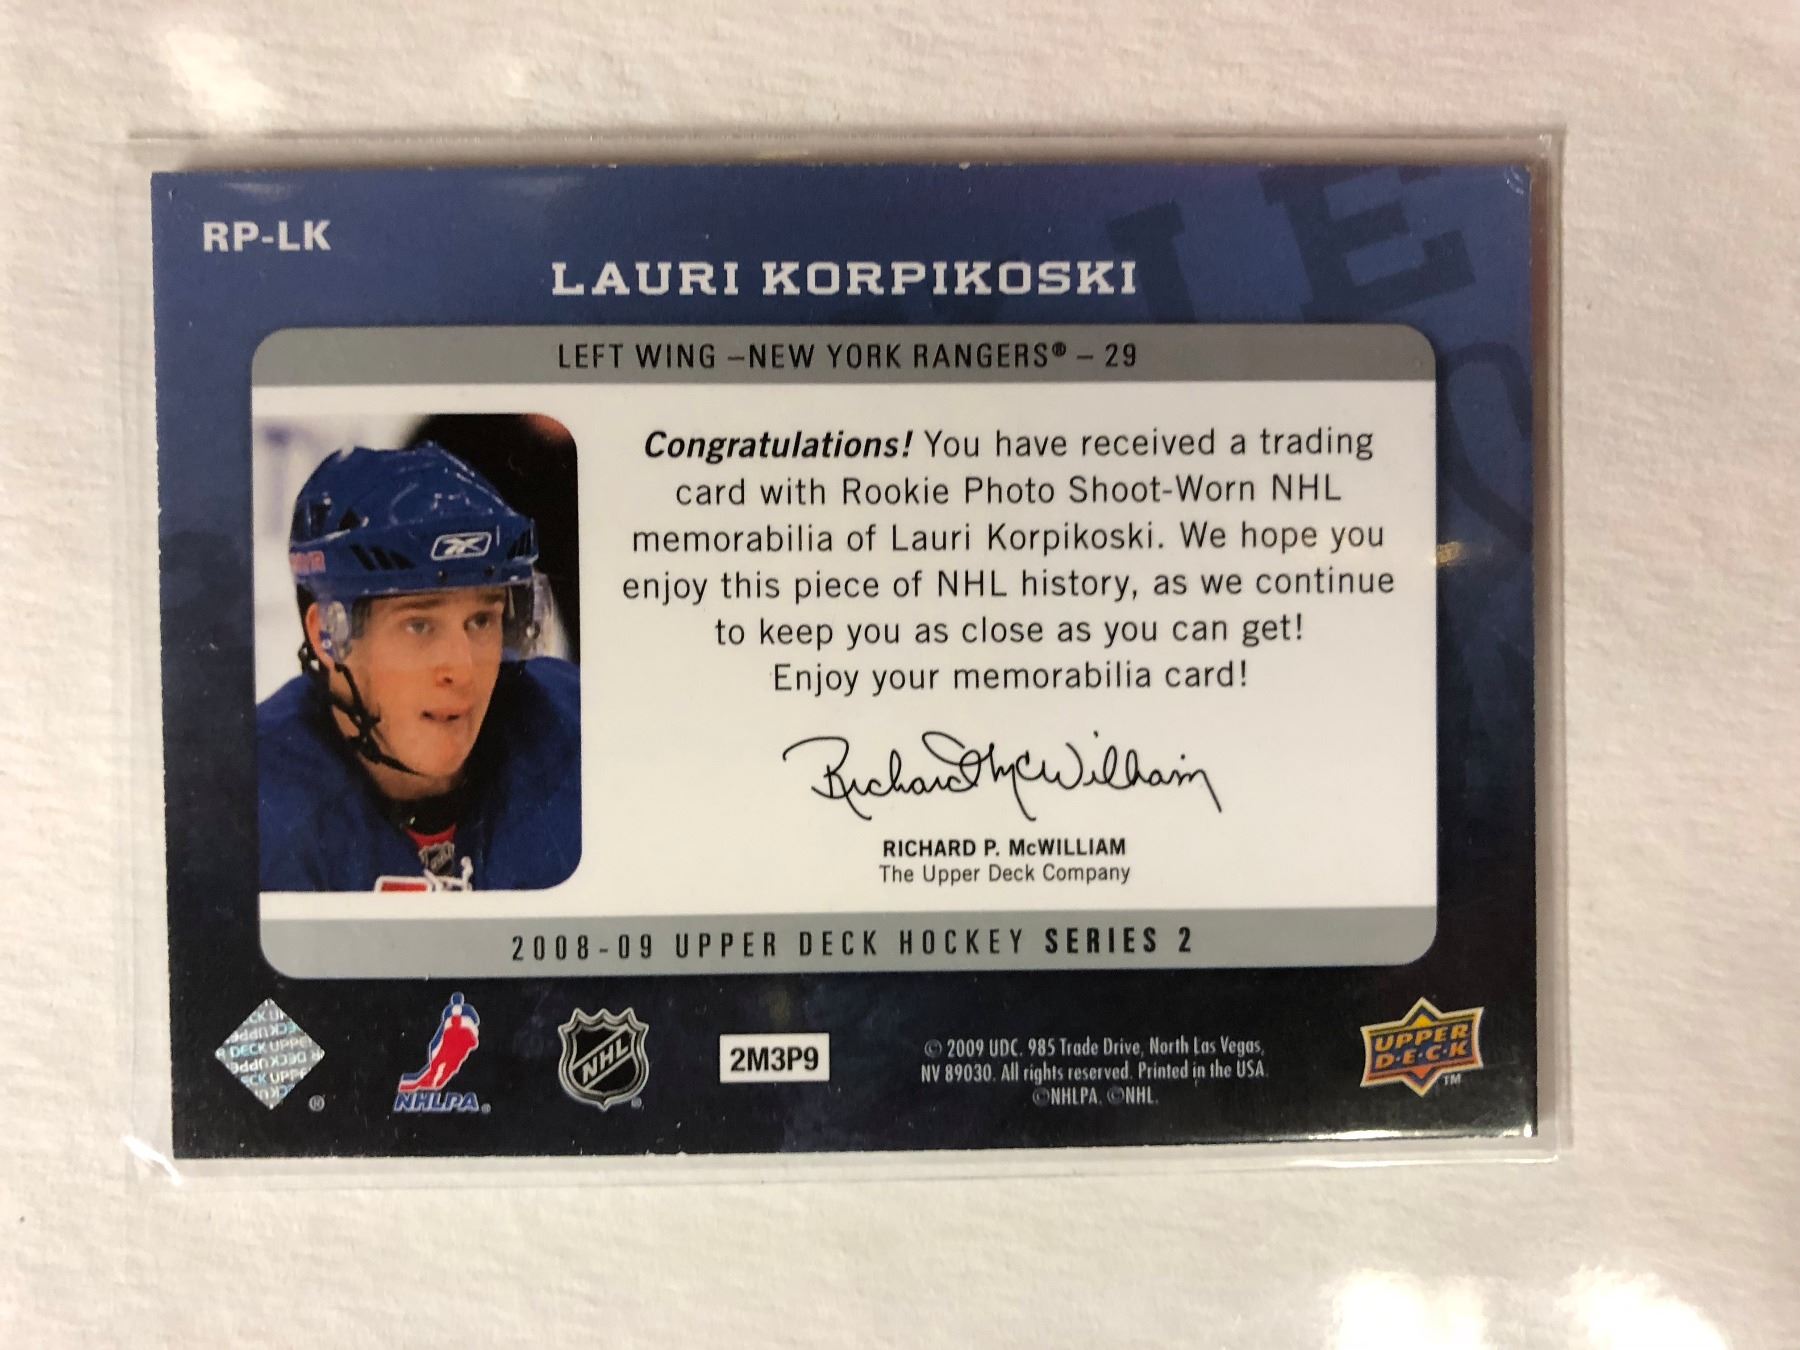 RP-LK
LAURI KORPIKOSKI
LEFT WING –NEW YORK RANGERS® – 29
Congratulations! You have received a trading
card with Rookie Photo Shoot-Worn NHL
memorabilia of Lauri Korpikoski. We hope you
enjoy this piece of NHL history, as we continue
to keep you as close as you can get!
Enjoy your memorabilia card!
Richard McWilliam
RICHARD P. McWILLIAM
The Upper Deck Company
2008-09 UPPER DECK HOCKEY SERIES 2
DECK UPPER
®
NHLPA®
NHL®
2M3P9
© 2009 UDC. 985 Trade Drive, North Las Vegas,
NV 89030. All rights reserved. Printed in the USA.
©NHLPA. ©NHL.
UPPER
D·E·C·K
TM